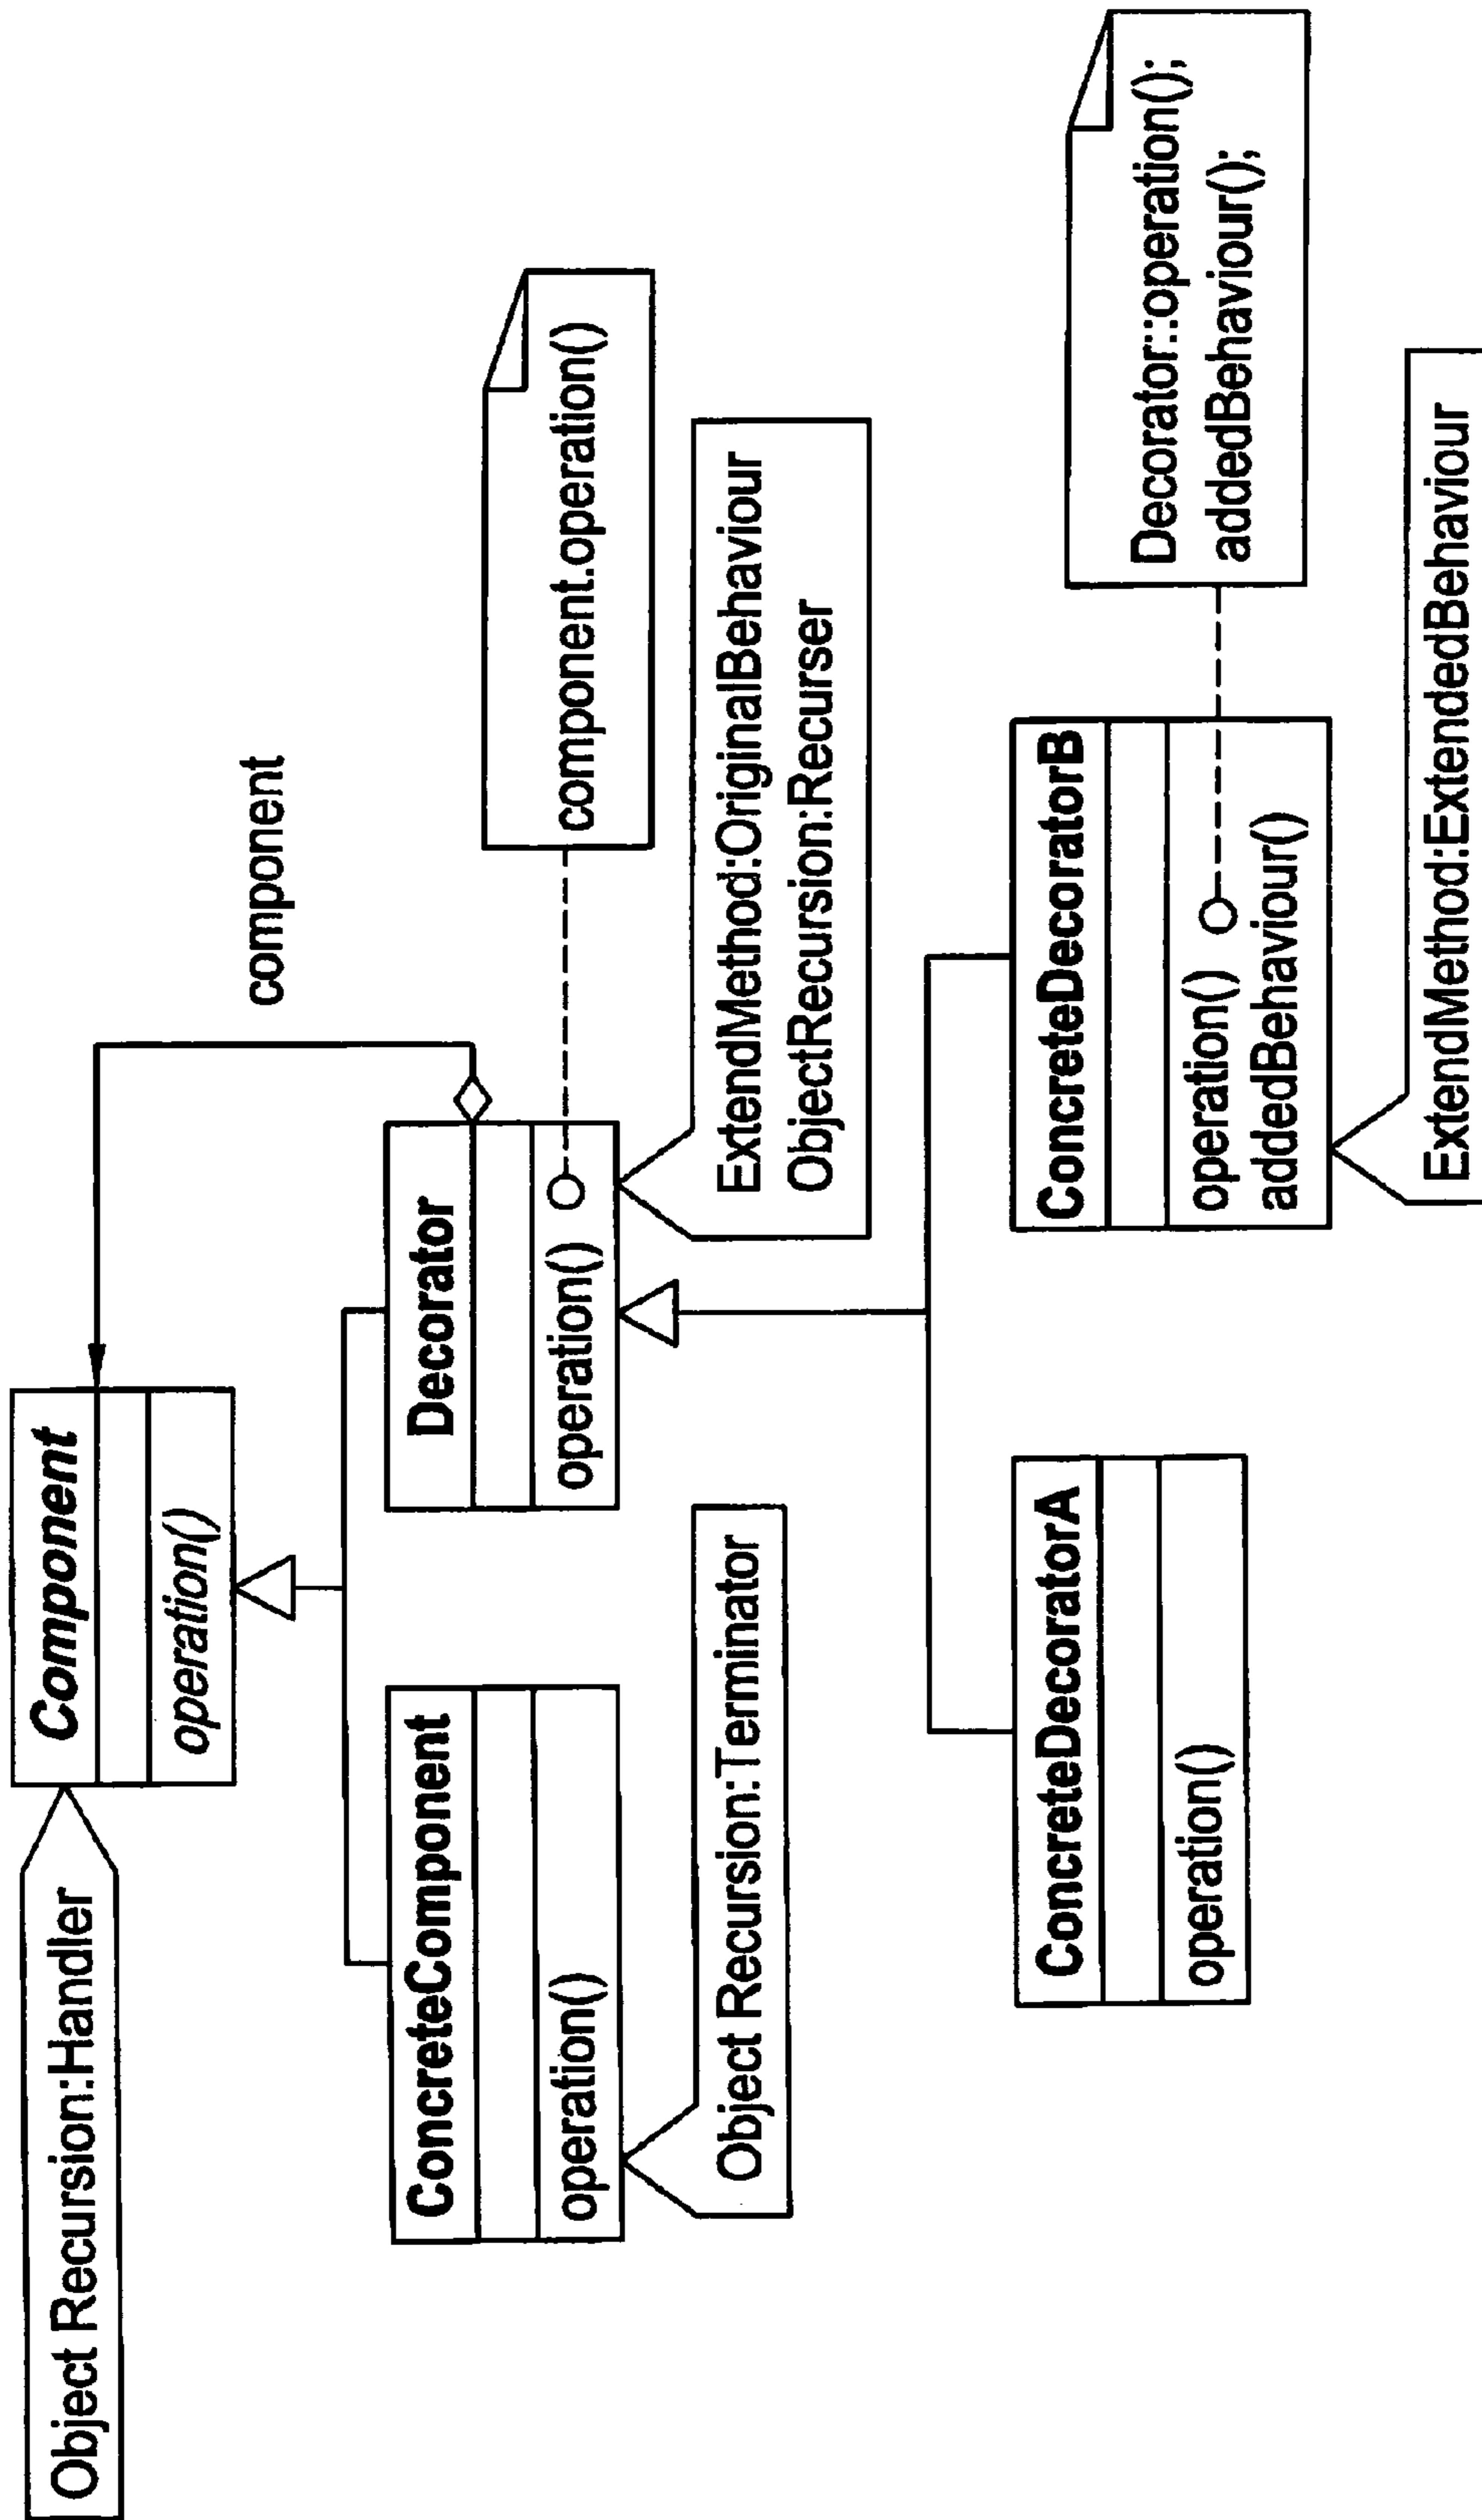 Object Recursion:Handler
Component
operation()
component
ConcreteComponent
operation()
Object Recursion:Terminator
Decorator
operation()
component.operation()
ExtendMethod:OriginalBehaviour
ObjectRecursion:Recurser
ConcreteDecoratorA
operation()
ConcreteDecoratorB
operation()
addedBehaviour()
Decorator::operation();
addedBehaviour();
ExtendMethod:ExtendedBehaviour